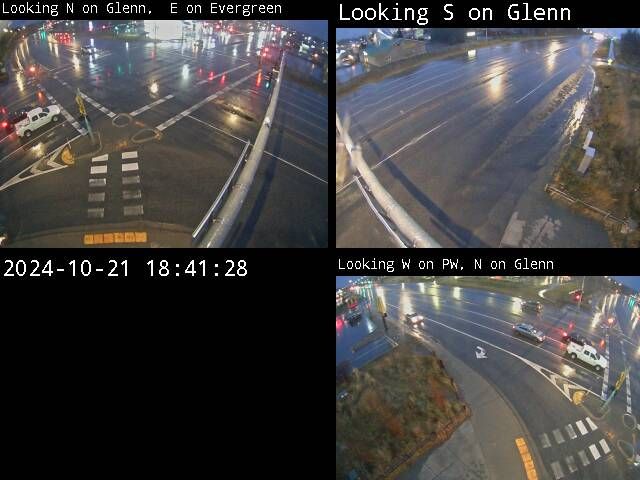 Looking N on Glenn,  E on Evergreen
Looking S on Glenn
2024-10-21 18:41:28
Looking W on PW, N on Glenn